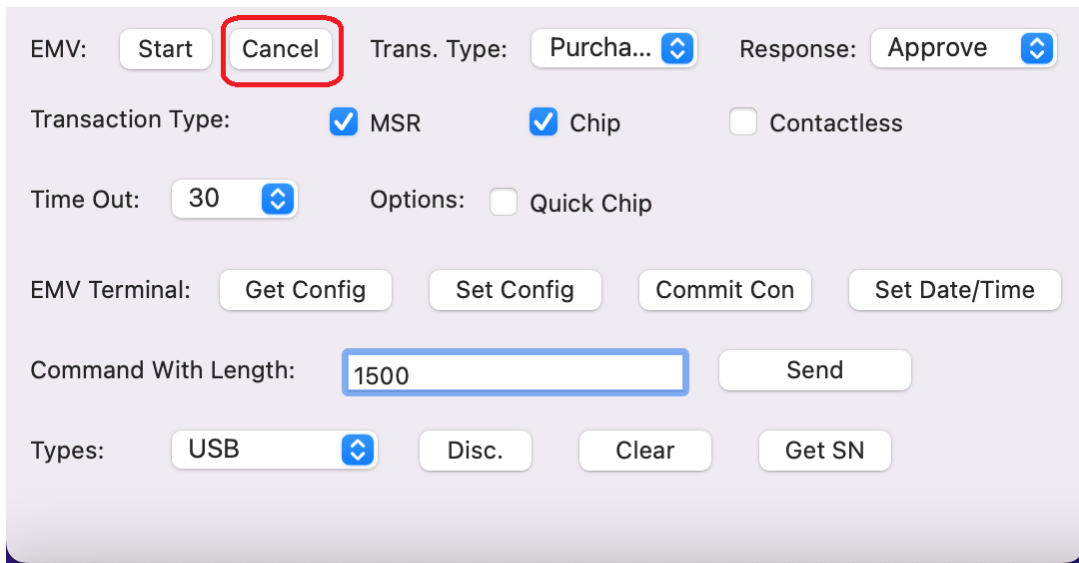 EMV: Start Cancel Trans. Type: Purcha... Response: Approve
Transaction Type: MSR Chip Contactless
Time Out: 30 Options: Quick Chip
EMV Terminal: Get Config Set Config Commit Con Set Date/Time
Command With Length: 1500 Send
Types: USB Disc. Clear Get SN